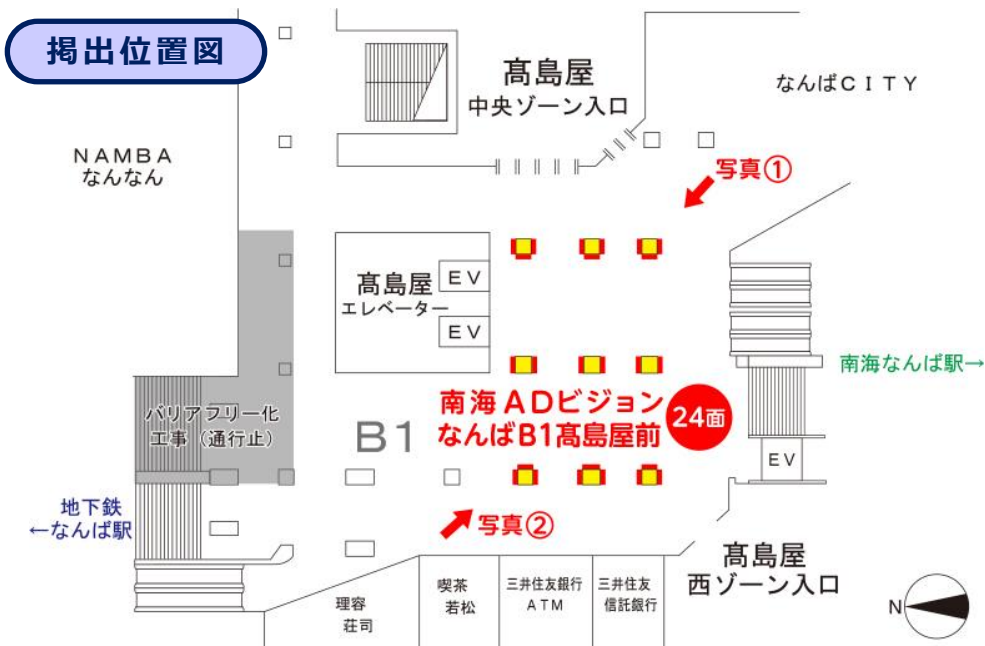 掲出位置図
髙島屋
中央ゾーン入口
なんばCITY
NAMBA
なんなん
写真①
髙島屋
エレベーター
EV
EV
南海なんば駅→
バリアフリー化
工事（通行止）
B1
南海ADビジョン
なんばB1髙島屋前
24面
EV
地下鉄
←なんば駅
写真②
髙島屋
西ゾーン入口
理容
荘司
喫茶
若松
三井住友銀行
ATM
三井住友
信託銀行
N